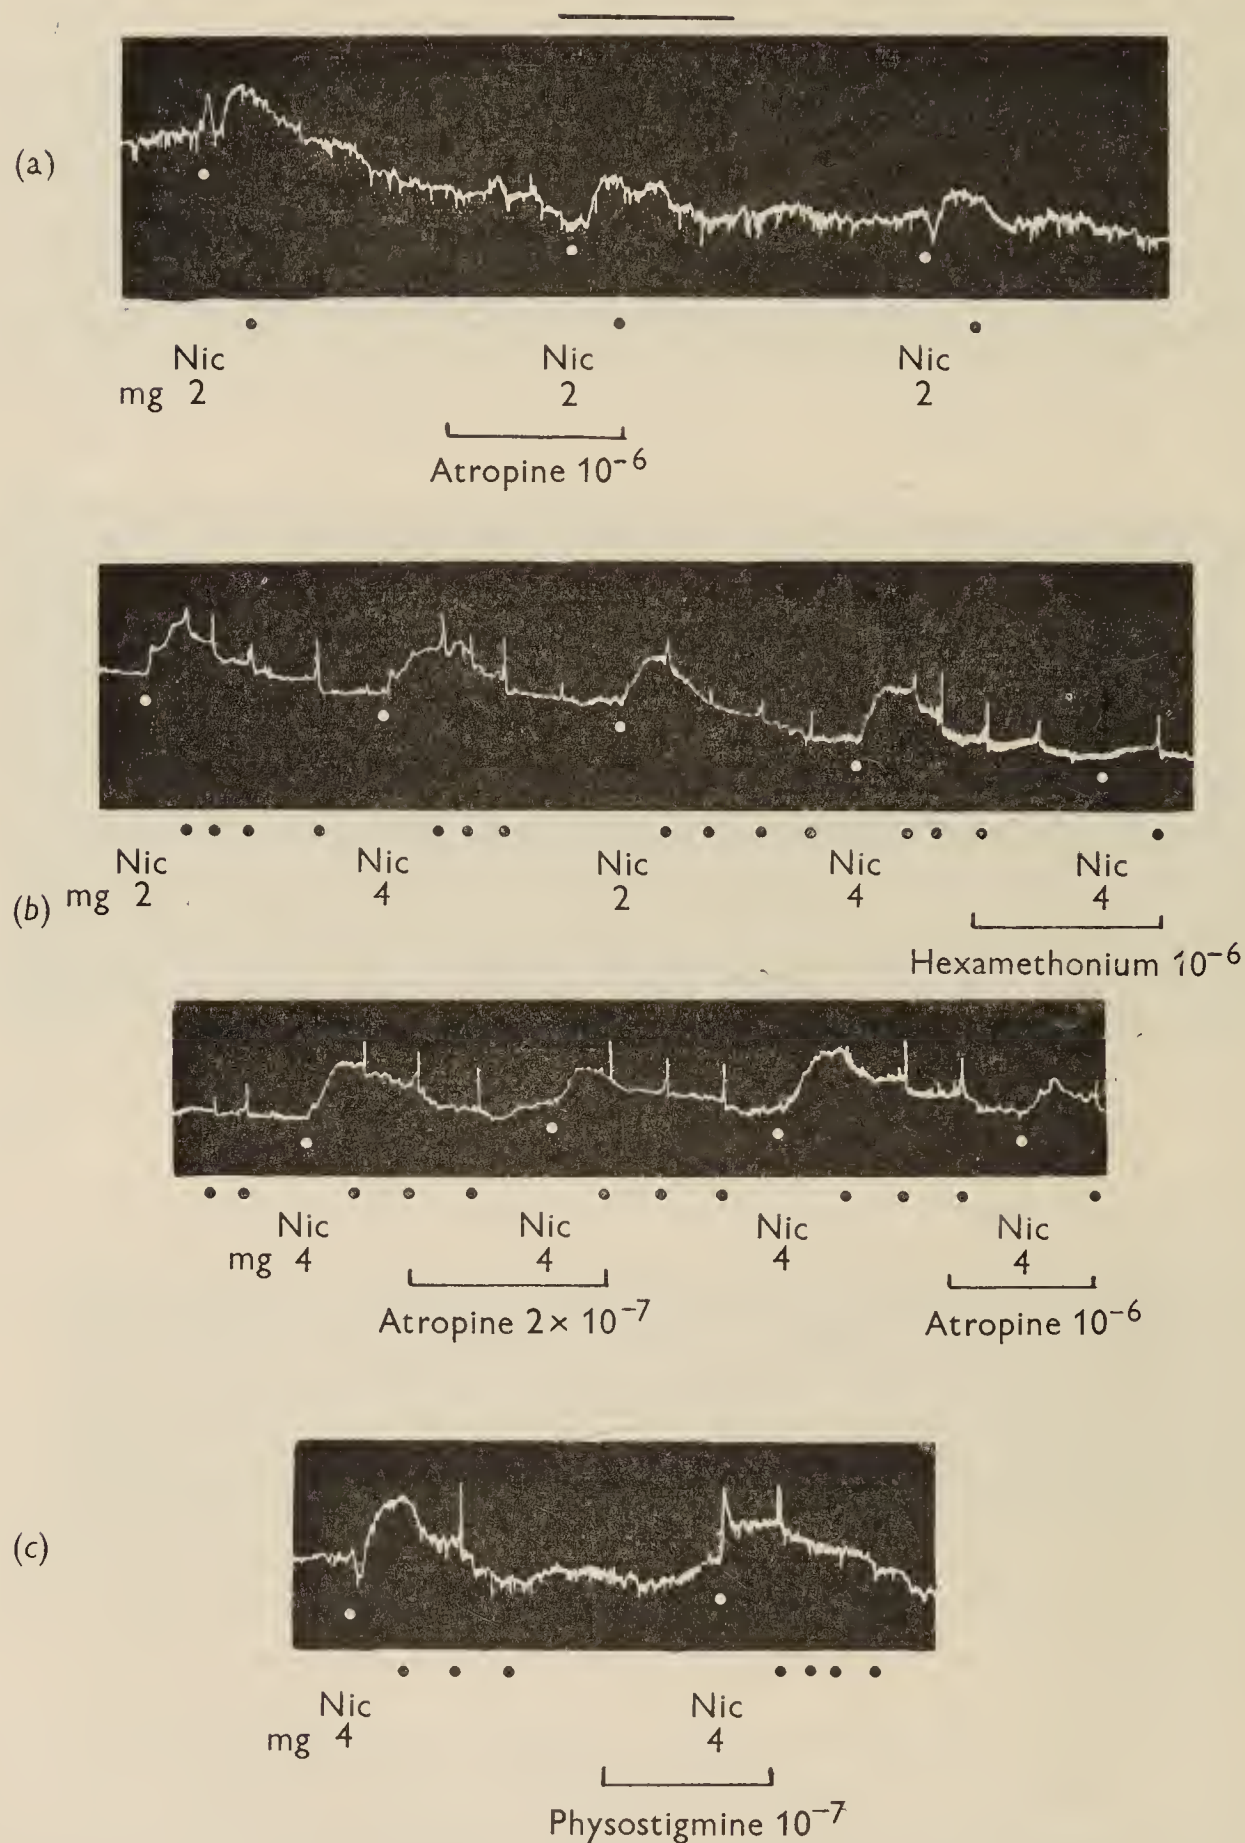 (a)
Nic Nic Nic
mg 2 2 2
Atropine 10⁻⁶
Nic Nic Nic Nic Nic
(b) mg 2 4 2 4 4
Hexamethonium 10⁻⁶
Nic Nic Nic Nic
mg 4 4 4 4
Atropine 2× 10⁻⁷ Atropine 10⁻⁶
(c)
Nic Nic
mg 4 4
Physostigmine 10⁻⁷